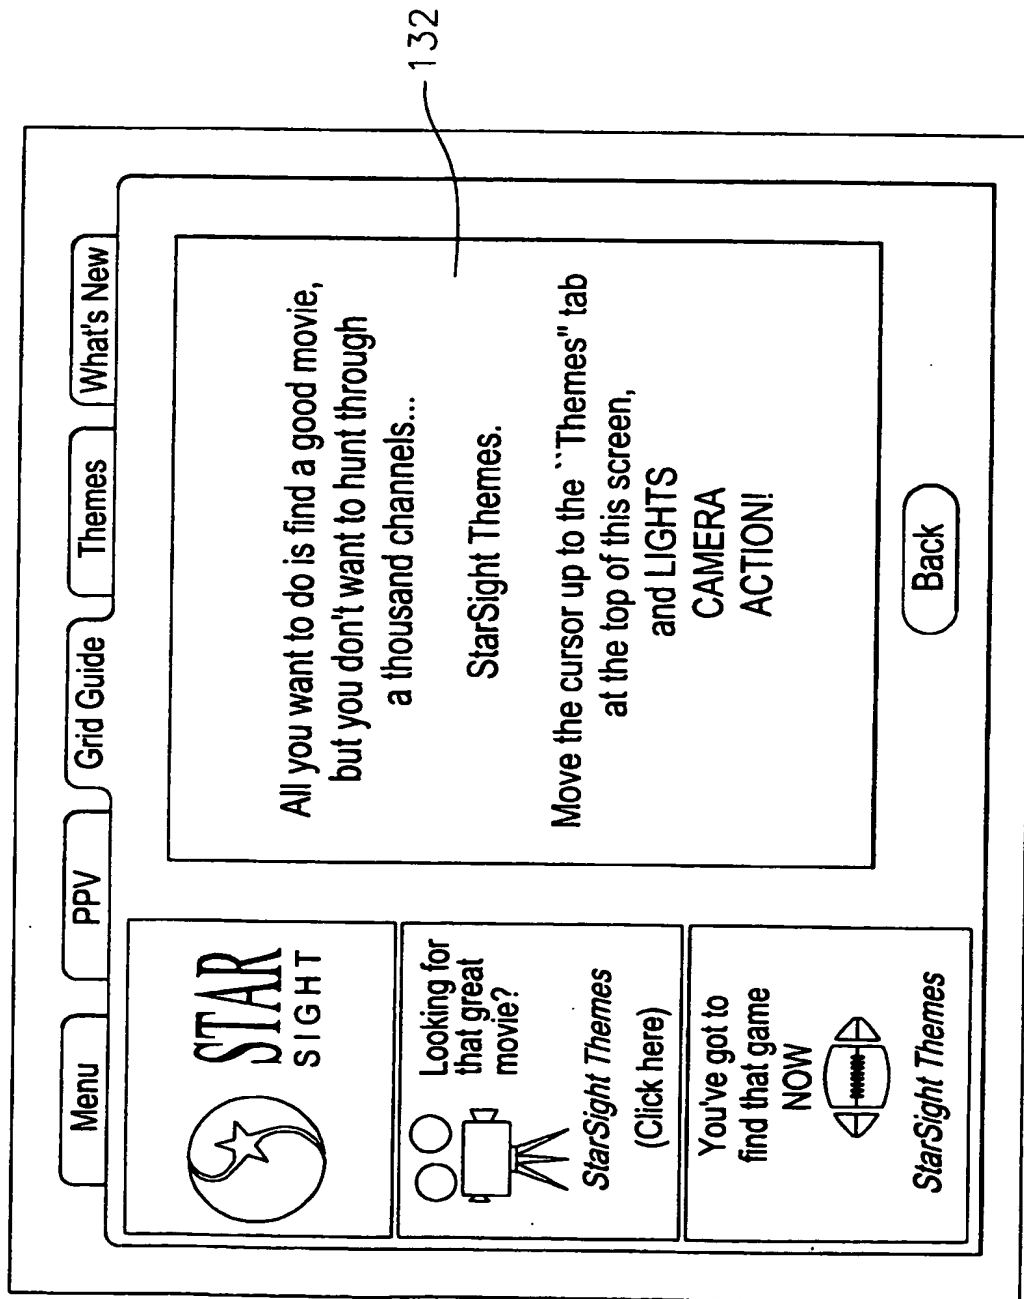 Menu
PPV
Grid Guide
Themes
What's New
STAR
SIGHT
Looking for
that great
movie?
StarSight Themes
(Click here)
You've got to
find that game
NOW
StarSight Themes
All you want to do is find a good movie,
but you don't want to hunt through
a thousand channels...
StarSight Themes.
Move the cursor up to the ``Themes" tab
at the top of this screen,
and LIGHTS
CAMERA
ACTION!
Back
132